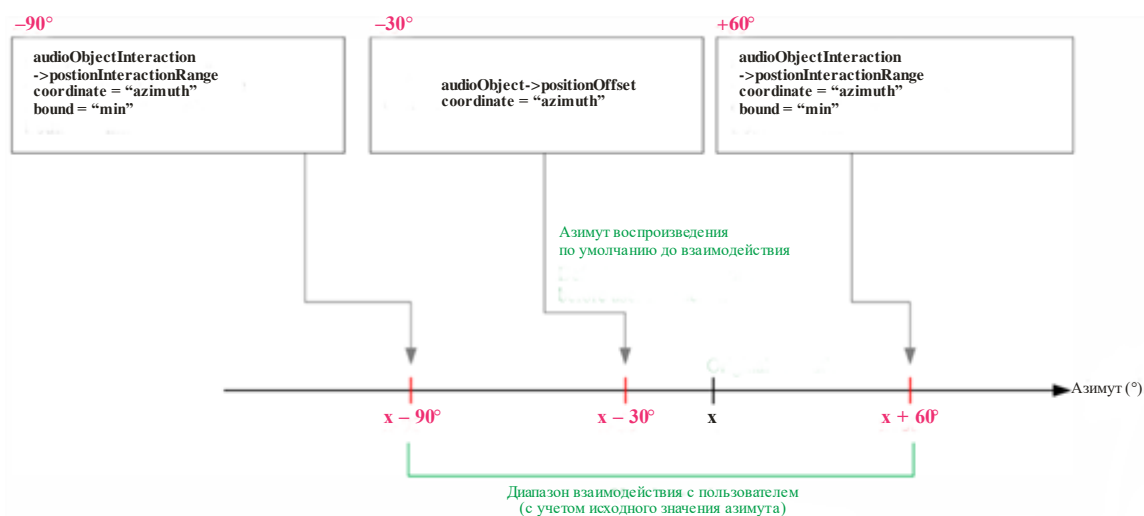 –90°
–30°
+60°
audioObjectInteraction
->postionInteractionRange
coordinate = “azimuth”
bound = “min”
audioObject->positionOffset
coordinate = “azimuth”
audioObjectInteraction
->postionInteractionRange
coordinate = “azimuth”
bound = “min”
Азимут воспроизведения
по умолчанию до взаимодействия
Азимут (°)
x – 90°
x – 30°
x
x + 60°
Диапазон взаимодействия с пользователем
(с учетом исходного значения азимута)